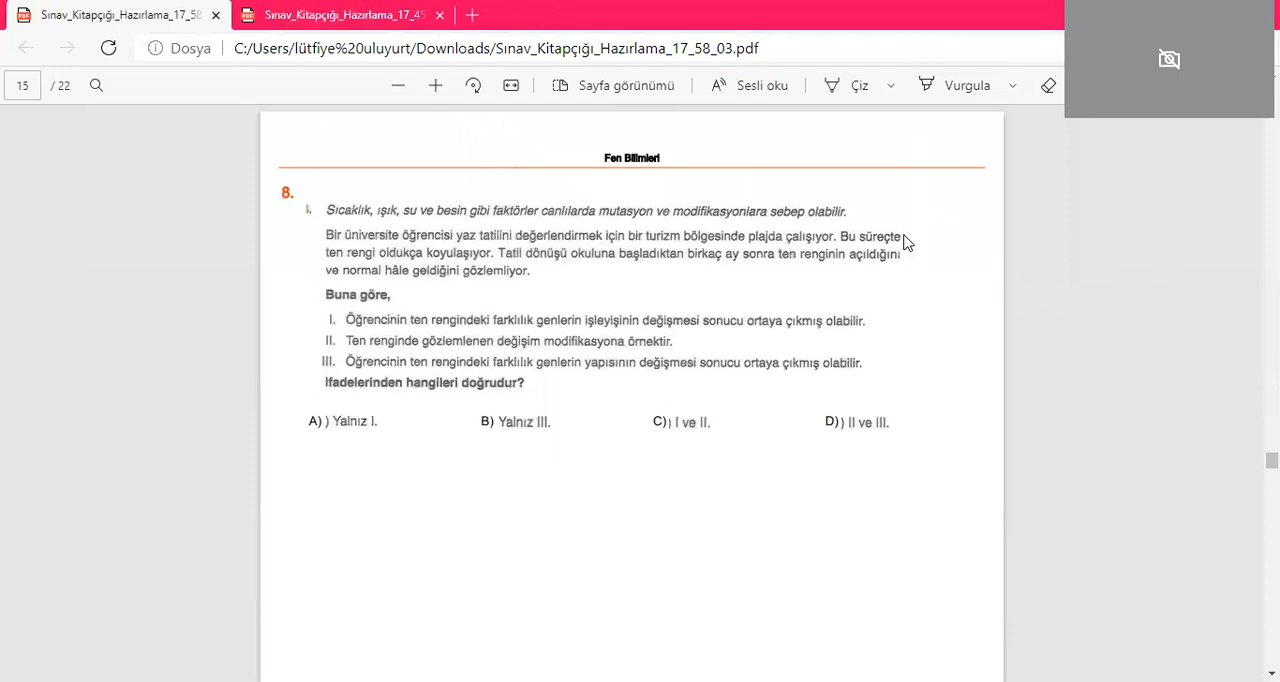 Sınav_Kitapçığı_Hazırlama_17_58
Sınav_Kitapçığı_Hazırlama_17_45
Dosya
C:/Users/lütfiye%20uluyurt/Downloads/Sınav_Kitapçığı_Hazırlama_17_58_03.pdf
15 / 22
Sayfa görünümü
Sesli oku
Çiz
Vurgula
Fen Bilimleri
8.
I. Sıcaklık, ışık, su ve besin gibi faktörler canlılarda mutasyon ve modifikasyonlara sebep olabilir.
Bir üniversite öğrencisi yaz tatilini değerlendirmek için bir turizm bölgesinde plajda çalışıyor. Bu süreçte
ten rengi oldukça koyulaşıyor. Tatil dönüşü okuluna başladıktan birkaç ay sonra ten renginin açıldığını
ve normal hâle geldiğini gözlemliyor.
Buna göre,
I. Öğrencinin ten rengindeki farklılık genlerin işleyişinin değişmesi sonucu ortaya çıkmış olabilir.
II. Ten renginde gözlemlenen değişim modifikasyona örnektir.
III. Öğrencinin ten rengindeki farklılık genlerin yapısının değişmesi sonucu ortaya çıkmış olabilir.
Ifadelerinden hangileri doğrudur?
A) ) Yalnız I.
B) Yalnız III.
C) ) I ve II.
D) ) II ve III.